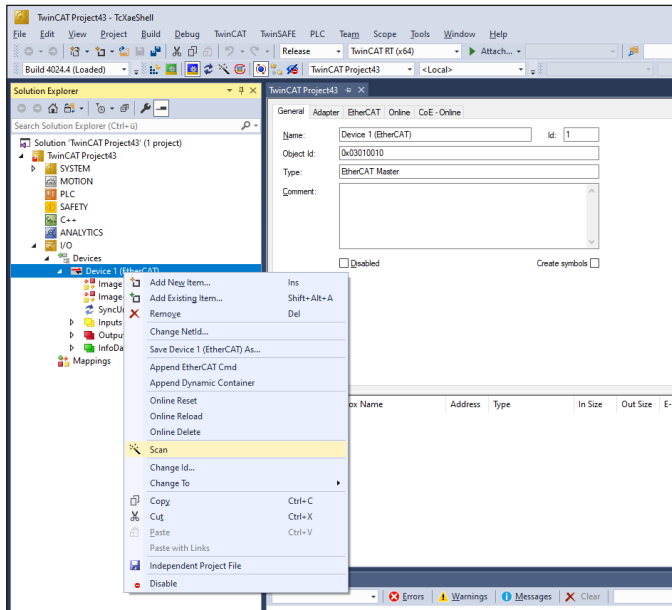 TwinCAT Project43 - TcXaeShell
File Edit View Project Build Debug TwinCAT TwinSAFE PLC Team Scope Tools Window Help
Release TwinCAT RT (x64) Attach...
Build 4024.4 (Loaded) TwinCAT Project43 <Local>
Solution Explorer
Search Solution Explorer (Ctrl+ü)
Solution 'TwinCAT Project43' (1 project)
TwinCAT Project43
SYSTEM
MOTION
PLC
SAFETY
C++
ANALYTICS
I/O
Devices
Device 1 (EtherCAT)
Image
Image
SyncU
Inputs
Outpu
InfoDa
Mappings
Add New Item... Ins
Add Existing Item... Shift+Alt+A
Remove Del
Change NetId...
Save Device 1 (EtherCAT) As...
Append EtherCAT Cmd
Append Dynamic Container
Online Reset
Online Reload
Online Delete
Scan
Change Id...
Change To
Copy Ctrl+C
Cut Ctrl+X
Paste Ctrl+V
Paste with Links
Independent Project File
Disable
TwinCAT Project43
General Adapter EtherCAT Online CoE - Online
Name: Device 1 (EtherCAT) Id: 1
Object Id: 0x03010010
Type: EtherCAT Master
Comment:
Disabled Create symbols
ox Name Address Type In Size Out Size E-
Errors Warnings Messages Clear